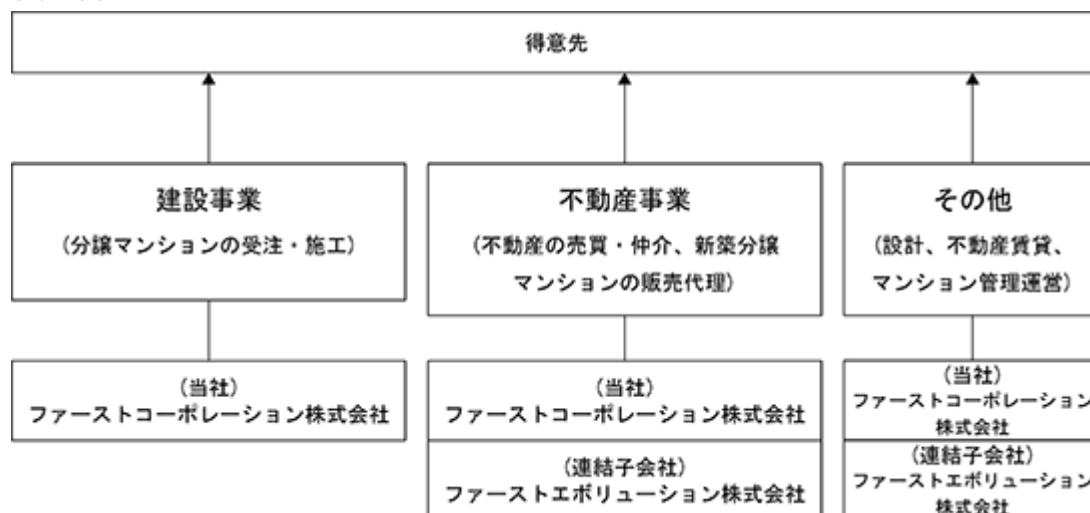 得意先
建設事業
(分譲マンションの受注・施工)
不動産事業
(不動産の売買・仲介、新築分譲
マンションの販売代理)
その他
(設計、不動産賃貸、
マンション管理運営)
(当社)
ファーストコーポレーション株式会社
(当社)
ファーストコーポレーション株式会社
(連結子会社)
ファーストエボリューション株式会社
(当社)
ファーストコーポレーション
株式会社
(連結子会社)
ファーストエボリューション
株式会社